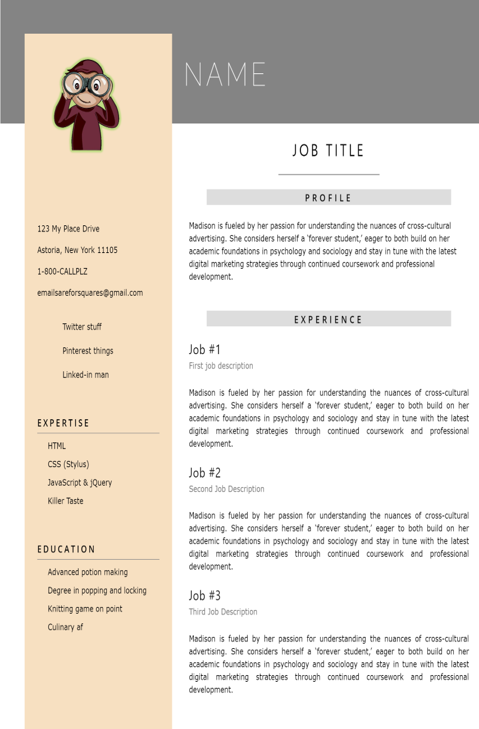 NAME
123 My Place Drive
Astoria, New York 11105
1-800-CALLPLZ
emailsareforsquares@gmail.com
Twitter stuff
Pinterest things
Linked-in man
EXPERTISE
HTML
CSS (Stylus)
JavaScript & jQuery
Killer Taste
EDUCATION
Advanced potion making
Degree in popping and locking
Knitting game on point
Culinary af
JOB TITLE
PROFILE
Madison is fueled by her passion for understanding the nuances of cross-cultural
advertising. She considers herself a 'forever student,' eager to both build on her
academic foundations in psychology and sociology and stay in tune with the latest
digital marketing strategies through continued coursework and professional
development.
EXPERIENCE
Job #1
First job description
Madison is fueled by her passion for understanding the nuances of cross-cultural
advertising. She considers herself a 'forever student,' eager to both build on her
academic foundations in psychology and sociology and stay in tune with the latest
digital marketing strategies through continued coursework and professional
development.
Job #2
Second Job Description
Madison is fueled by her passion for understanding the nuances of cross-cultural
advertising. She considers herself a 'forever student,' eager to both build on her
academic foundations in psychology and sociology and stay in tune with the latest
digital marketing strategies through continued coursework and professional
development.
Job #3
Third Job Description
Madison is fueled by her passion for understanding the nuances of cross-cultural
advertising. She considers herself a 'forever student,' eager to both build on her
academic foundations in psychology and sociology and stay in tune with the latest
digital marketing strategies through continued coursework and professional
development.